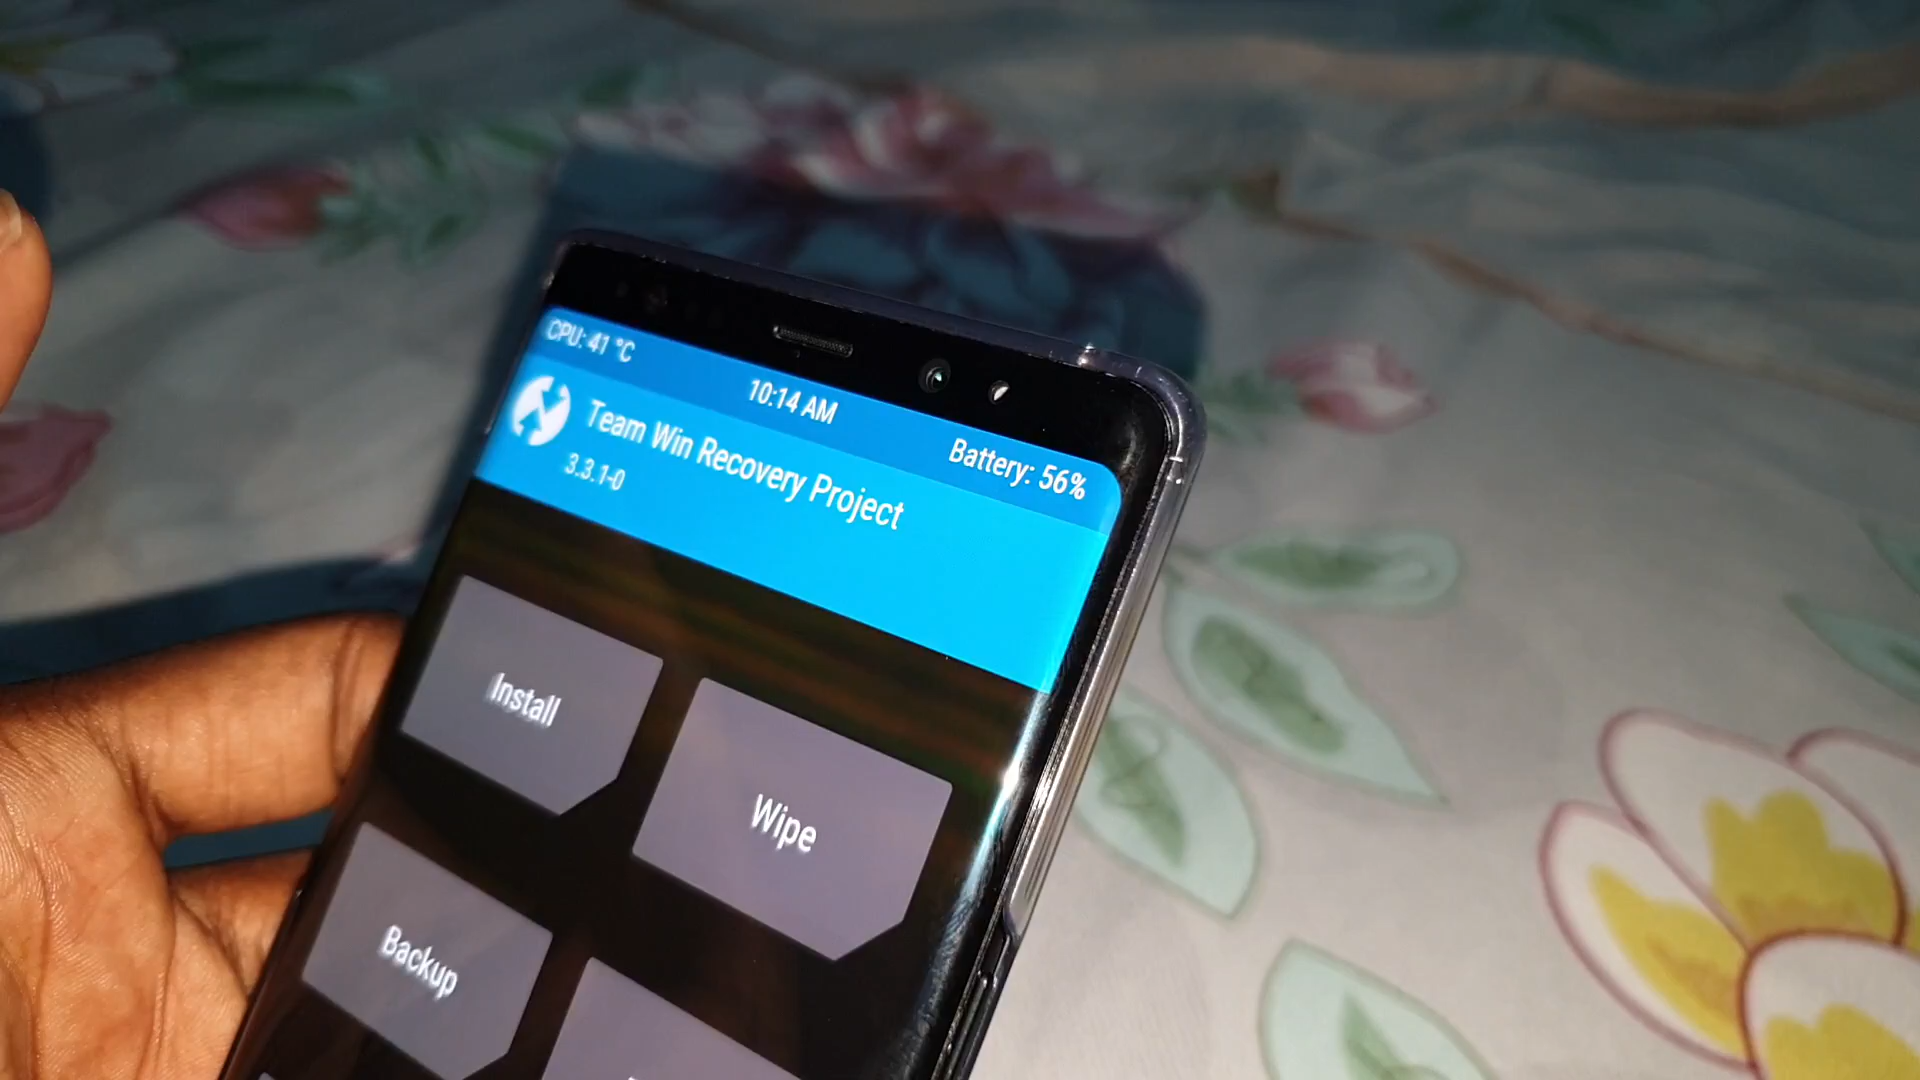 CPU: 41 °C
10:14 AM
Battery: 56%
Team Win Recovery Project
3.3.1-0
Install
Wipe
Backup